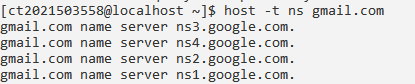 [ct2021503558@localhost ~]$ host -t ns gmail.com
gmail.com name server ns3.google.com.
gmail.com name server ns4.google.com.
gmail.com name server ns2.google.com.
gmail.com name server ns1.google.com.